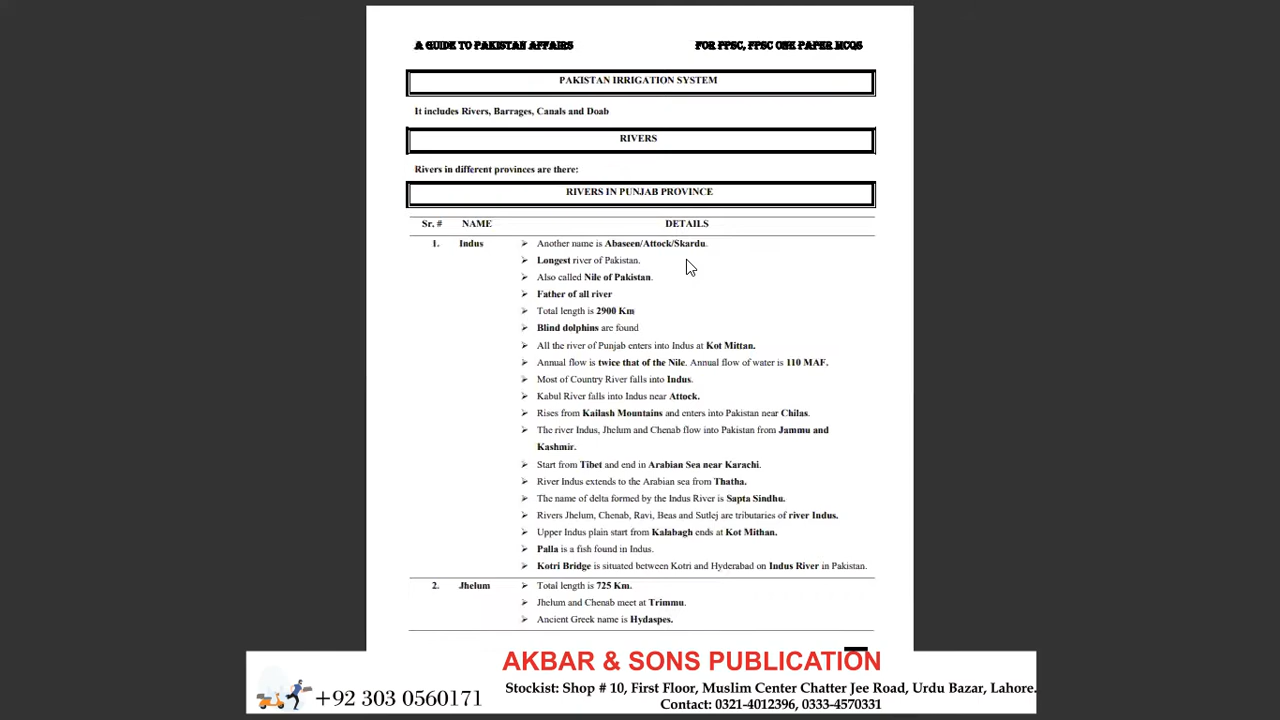 A GUIDE TO PAKISTAN AFFAIRS FOR PPSC, FPSC ONE PAPER MCQS
PAKISTAN IRRIGATION SYSTEM
It includes Rivers, Barrages, Canals and Doab
RIVERS
Rivers in different provinces are there:
RIVERS IN PUNJAB PROVINCE
Sr. # NAME DETAILS
1. Indus ➢ Another name is Abaseen/Attock/Skardu.
➢ Longest river of Pakistan.
➢ Also called Nile of Pakistan.
➢ Father of all river
➢ Total length is 2900 Km
➢ Blind dolphins are found
➢ All the river of Punjab enters into Indus at Kot Mittan.
➢ Annual flow is twice that of the Nile. Annual flow of water is 110 MAF.
➢ Most of Country River falls into Indus.
➢ Kabul River falls into Indus near Attock.
➢ Rises from Kailash Mountains and enters into Pakistan near Chilas.
➢ The river Indus, Jhelum and Chenab flow into Pakistan from Jammu and
Kashmir.
➢ Start from Tibet and end in Arabian Sea near Karachi.
➢ River Indus extends to the Arabian sea from Thatha.
➢ The name of delta formed by the Indus River is Sapta Sindhu.
➢ Rivers Jhelum, Chenab, Ravi, Beas and Sutlej are tributaries of river Indus.
➢ Upper Indus plain start from Kalabagh ends at Kot Mithan.
➢ Palla is a fish found in Indus.
➢ Kotri Bridge is situated between Kotri and Hyderabad on Indus River in Pakistan.
2. Jhelum ➢ Total length is 725 Km.
➢ Jhelum and Chenab meet at Trimmu.
➢ Ancient Greek name is Hydaspes.
AKBAR & SONS PUBLICATION
+92 303 0560171
Stockist: Shop # 10, First Floor, Muslim Center Chatter Jee Road, Urdu Bazar, Lahore.
Contact: 0321-4012396, 0333-4570331